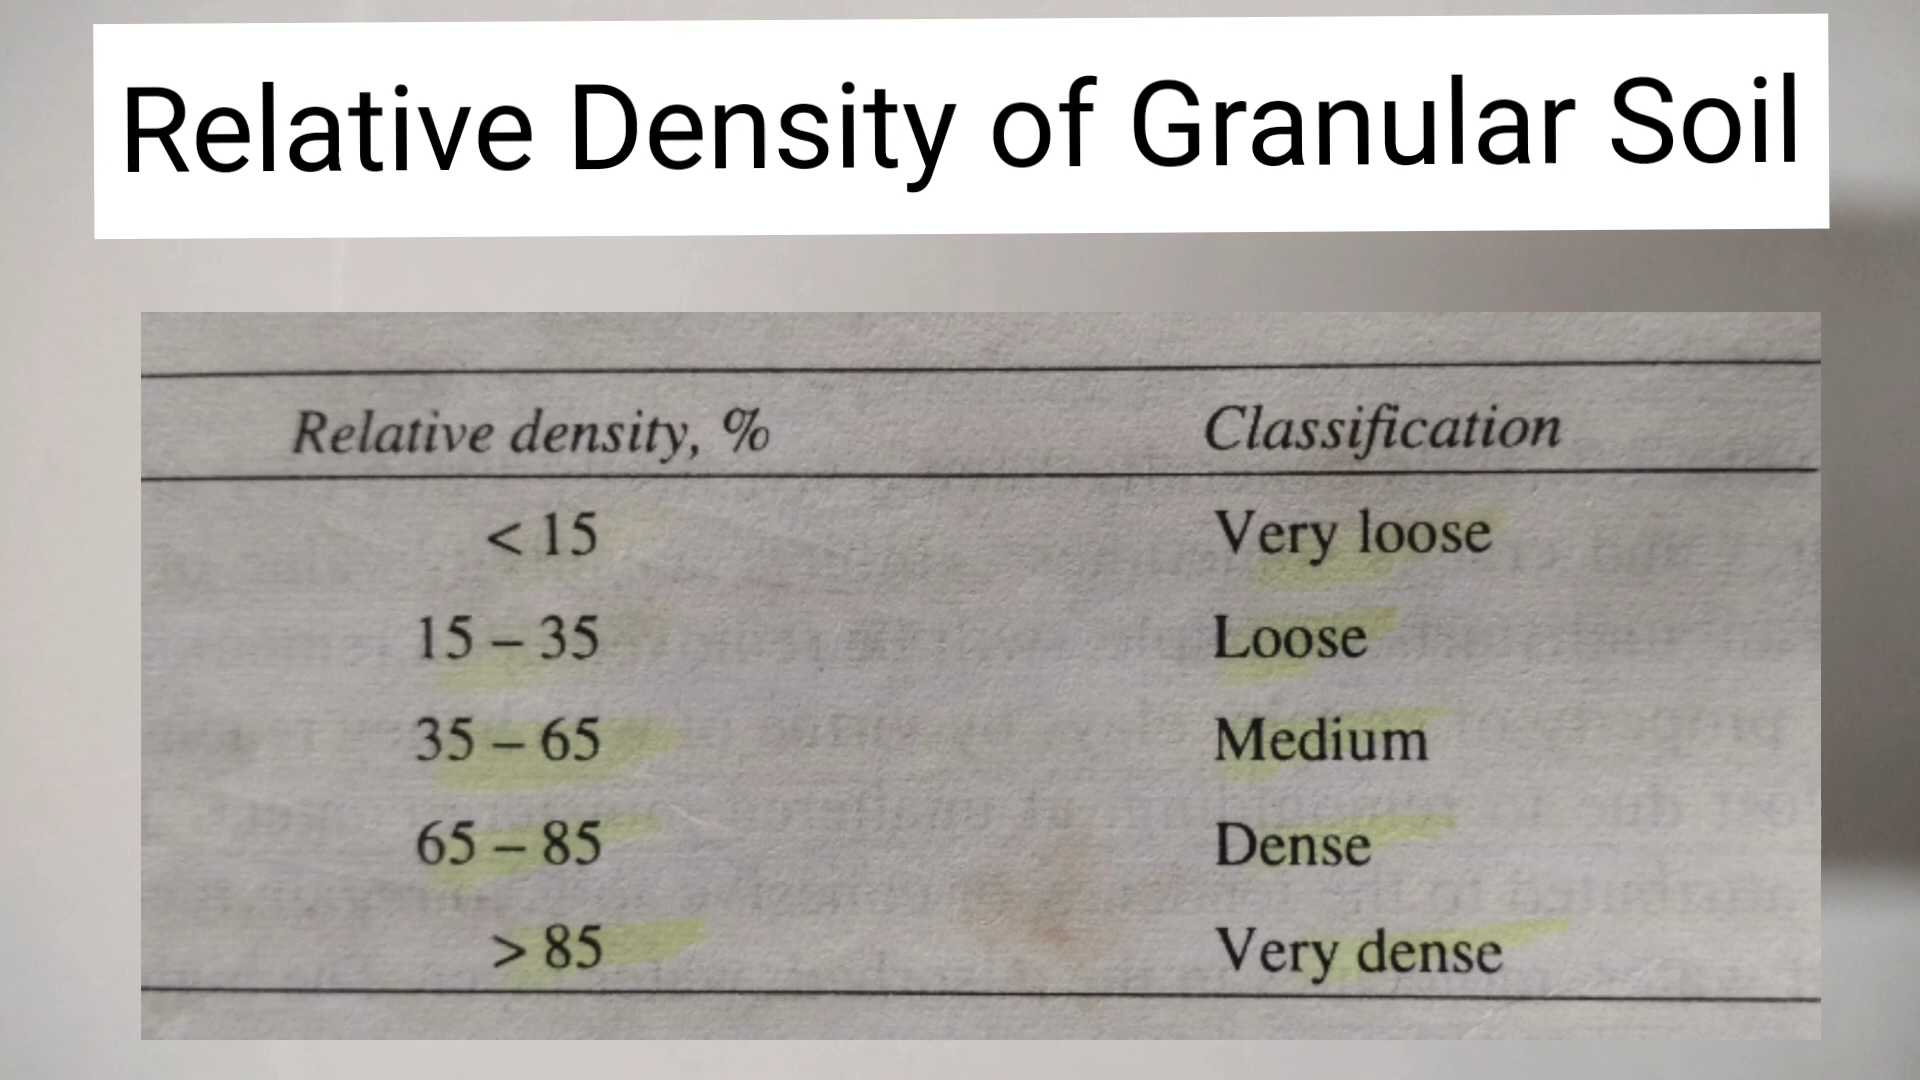 Relative Density of Granular Soil
Relative density, % Classification
< 15 Very loose
15 – 35 Loose
35 – 65 Medium
65 – 85 Dense
> 85 Very dense